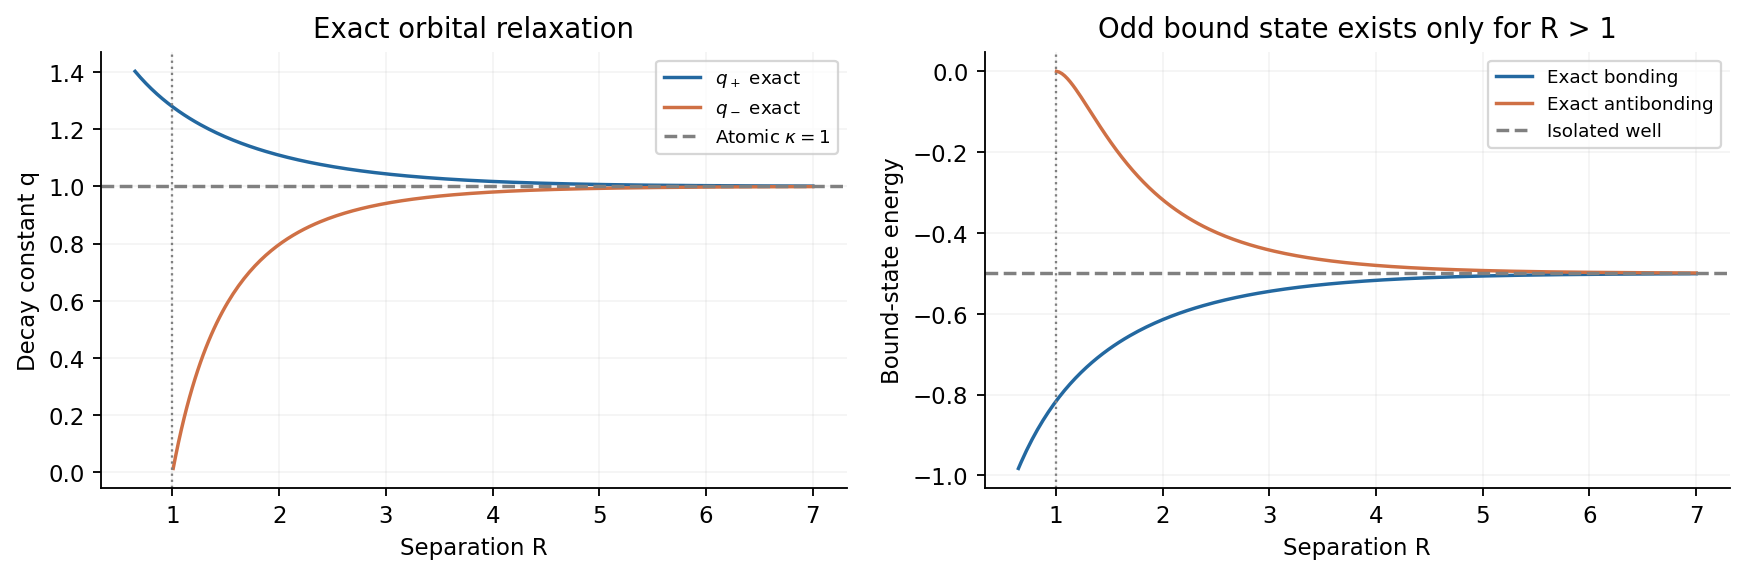 Exact orbital relaxation
Decay constant q
1.4
1.2
1.0
0.8
0.6
0.4
0.2
0.0
q₊ exact
q₋ exact
Atomic κ = 1
1 2 3 4 5 6 7
Separation R
Odd bound state exists only for R > 1
Bound-state energy
0.0
−0.2
−0.4
−0.6
−0.8
−1.0
Exact bonding
Exact antibonding
Isolated well
1 2 3 4 5 6 7
Separation R